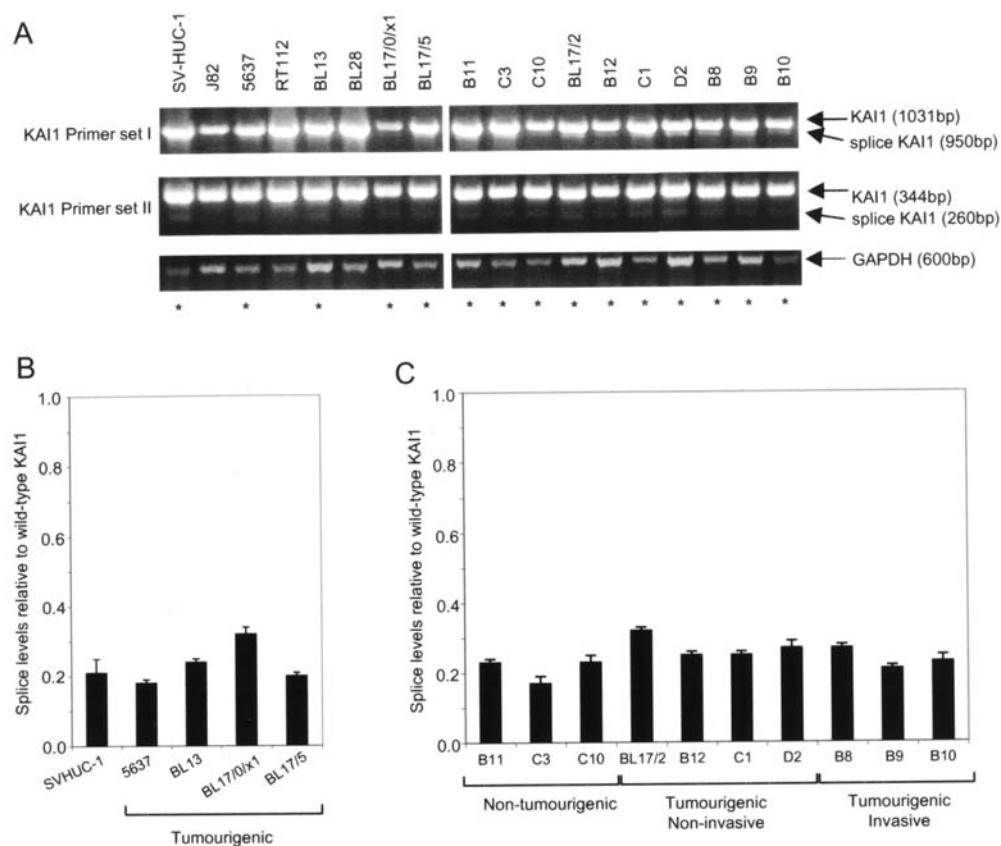 A
SV-HUC-1
J82
5637
RT112
BL13
BL28
BL17/0/x1
BL17/5
B11
C3
C10
BL17/2
B12
C1
D2
B8
B9
B10
KAI1 Primer set I
KAI1 (1031bp)
splice KAI1 (950bp)
KAI1 Primer set II
KAI1 (344bp)
splice KAI1 (260bp)
GAPDH (600bp)
* * * * * * * * * * * * * *
B
Splice levels relative to wild-type KAI1
1.0
0.8
0.6
0.4
0.2
0.0
SVHUC-1
5637
BL13
BL17/0/x1
BL17/5
Tumourigenic
C
Splice levels relative to wild-type KAI1
1.0
0.8
0.6
0.4
0.2
0.0
B11 C3 C10 BL17/2 B12 C1 D2 B8 B9 B10
Non-tumourigenic
Tumourigenic
Non-invasive
Tumourigenic
Invasive